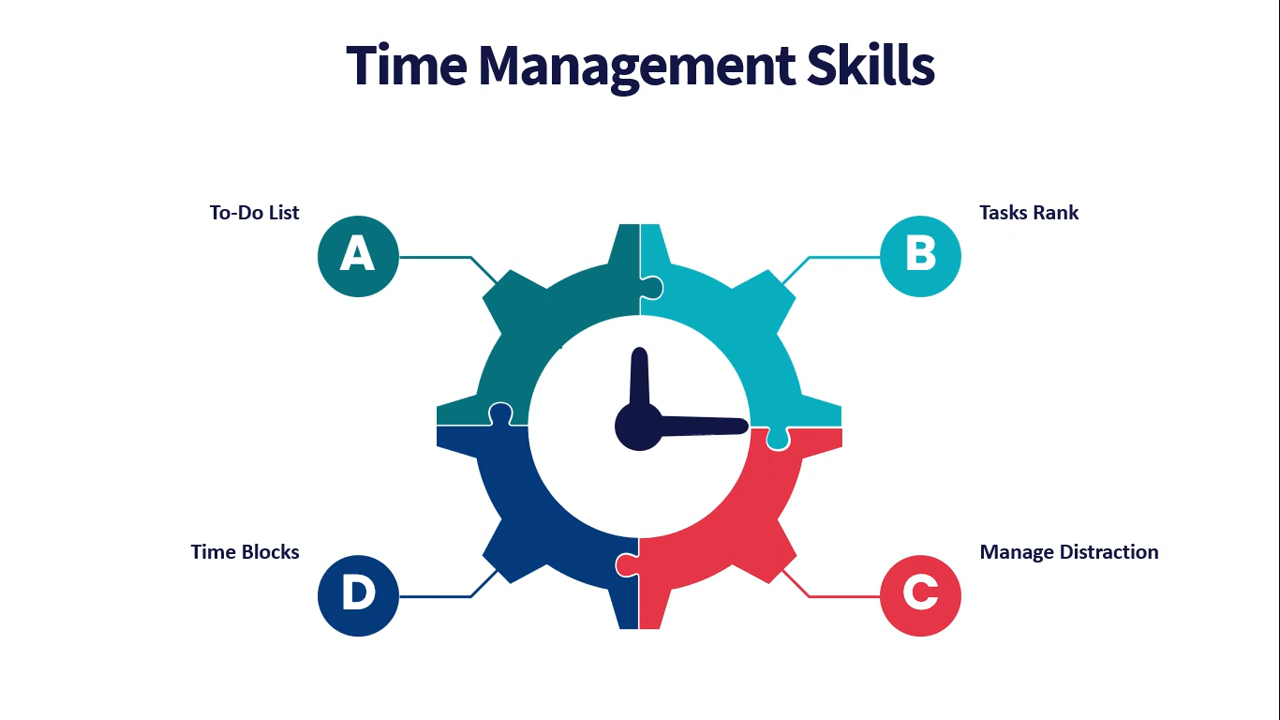 Time Management Skills
To-Do List
A
Tasks Rank
B
Time Blocks
D
Manage Distraction
C